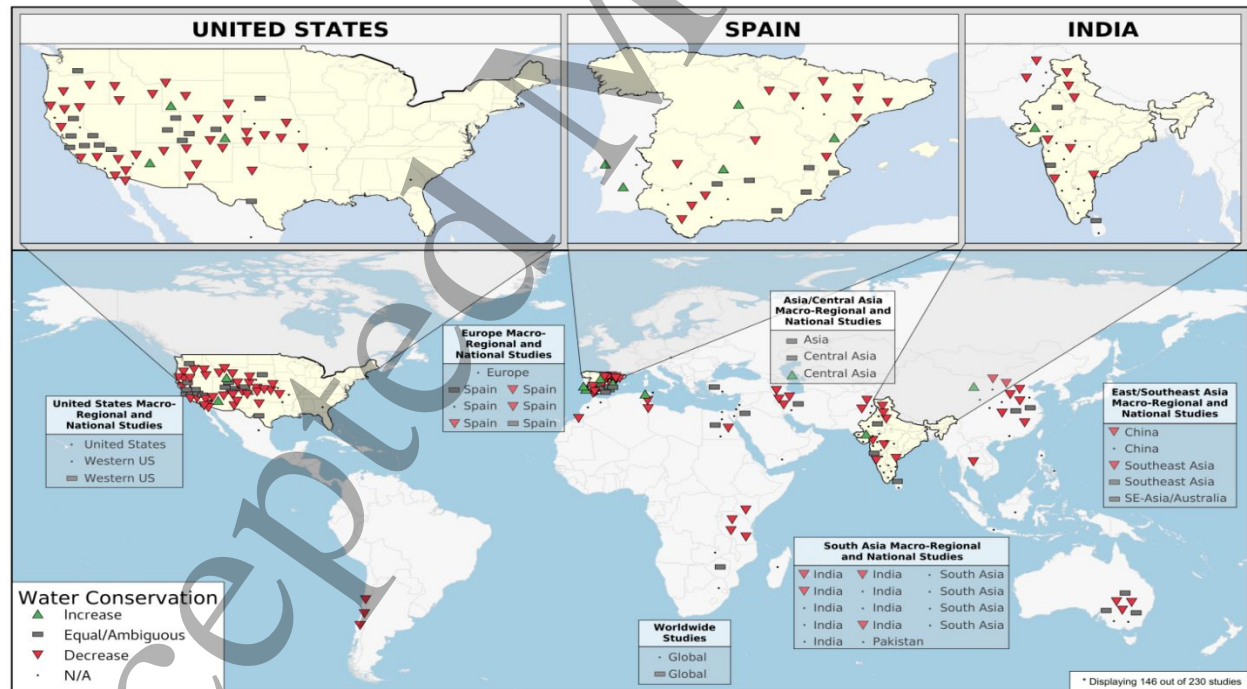 UNITED STATES
SPAIN
INDIA
Asia/Central Asia
Macro-Regional and
National Studies
Asia
Central Asia
Central Asia
Europe Macro-
Regional and
National Studies
Europe
Spain Spain
Spain Spain
Spain Spain
United States Macro-
Regional and
National Studies
United States
Western US
Western US
East/Southeast Asia
Macro-Regional and
National Studies
China
China
Southeast Asia
Southeast Asia
SE-Asia/Australia
South Asia Macro-Regional
and National Studies
India India South Asia
India India South Asia
India India South Asia
India India South Asia
India Pakistan
Worldwide
Studies
Global
Global
Water Conservation
Increase
Equal/Ambiguous
Decrease
N/A
* Displaying 146 out of 230 studies
cepted M